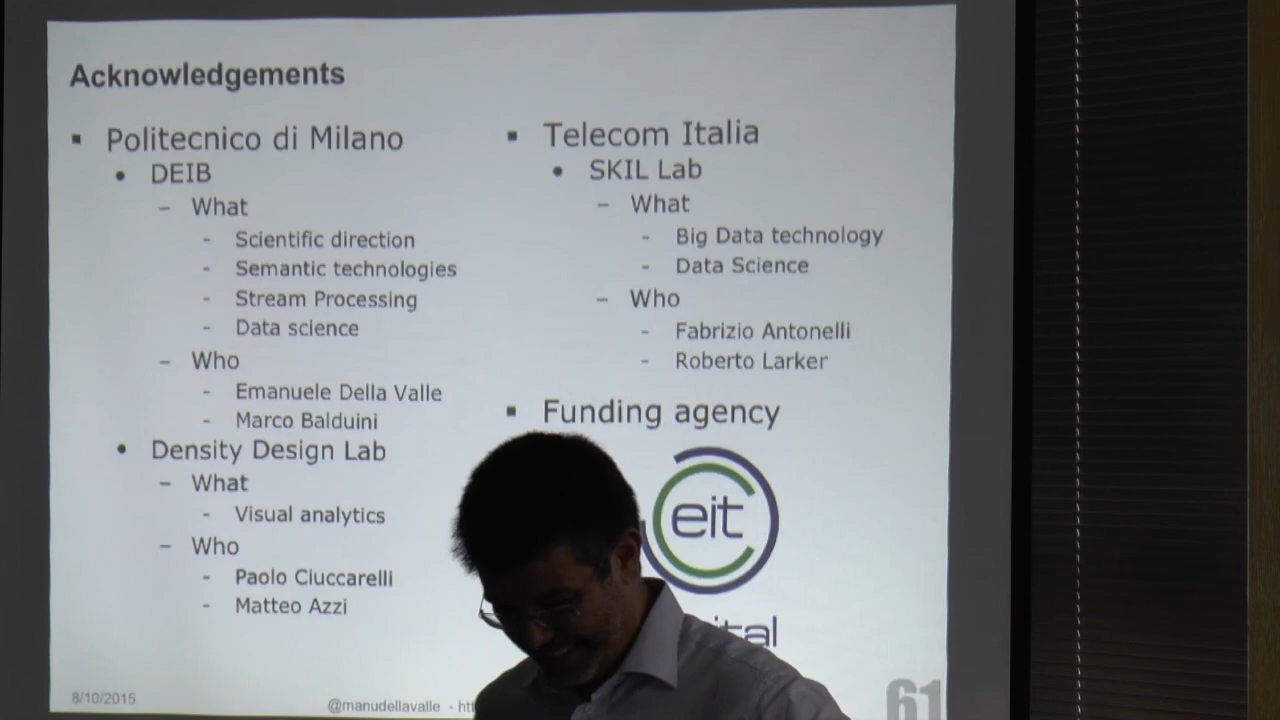 Acknowledgements
Politecnico di Milano
DEIB
What
Scientific direction
Semantic technologies
Stream Processing
Data science
Who
Emanuele Della Valle
Marco Balduini
Density Design Lab
What
Visual analytics
Who
Paolo Ciuccarelli
Matteo Azzi
Telecom Italia
SKIL Lab
What
Big Data technology
Data Science
Who
Fabrizio Antonelli
Roberto Larker
Funding agency
eit
8/10/2015
@manudellavalle - htt
61